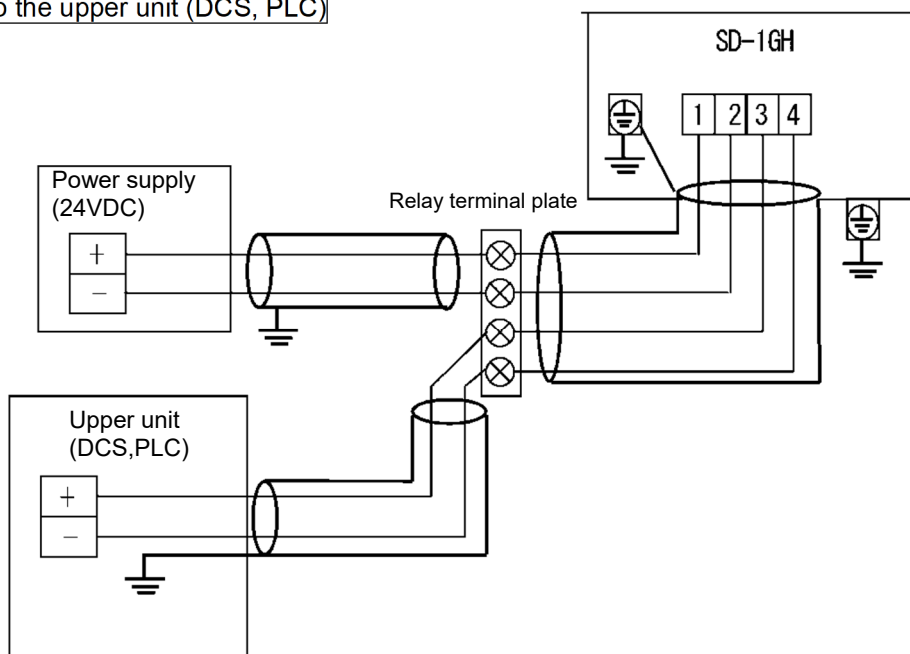 o the upper unit (DCS, PLC)
SD-1GH
1 2 3 4
Power supply
(24VDC)
+
−
Relay terminal plate
Upper unit
(DCS,PLC)
+
−